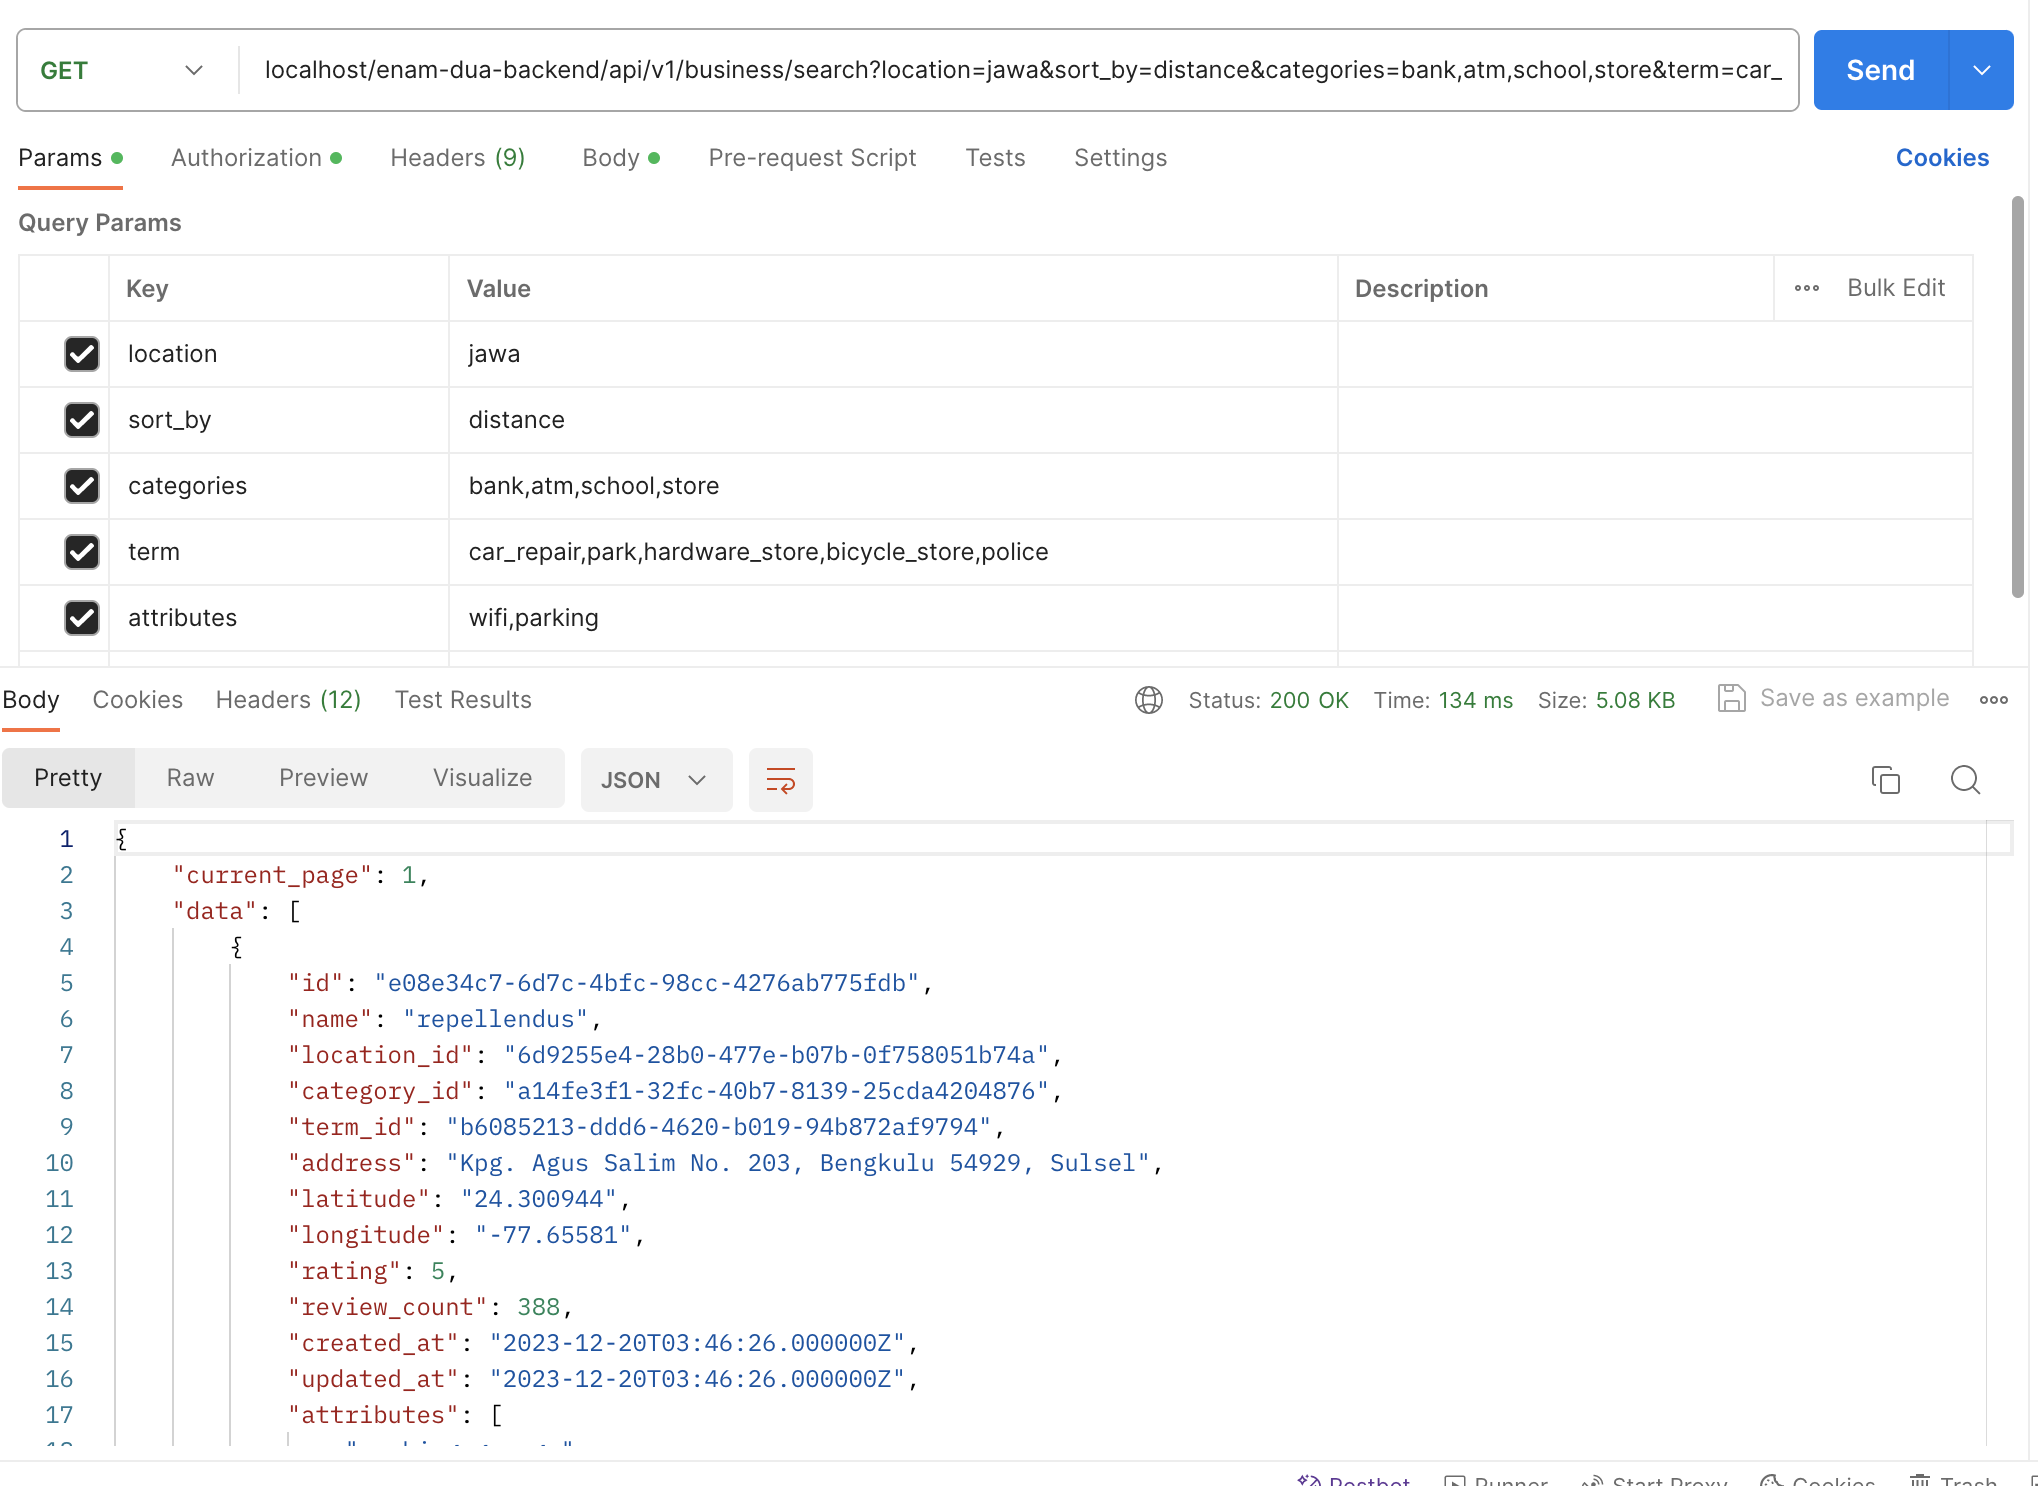 GET
localhost/enam-dua-backend/api/v1/business/search?location=jawa&sort_by=distance&categories=bank,atm,school,store&term=car_
Send
Params
Authorization
Headers (9)
Body
Pre-request Script
Tests
Settings
Cookies
Query Params
Key Value Description Bulk Edit
location jawa
sort_by distance
categories bank,atm,school,store
term car_repair,park,hardware_store,bicycle_store,police
attributes wifi,parking
Body Cookies Headers (12) Test Results Status: 200 OK Time: 134 ms Size: 5.08 KB Save as example
Pretty Raw Preview Visualize JSON
1 {
2 "current_page": 1,
3 "data": [
4 {
5 "id": "e08e34c7-6d7c-4bfc-98cc-4276ab775fdb",
6 "name": "repellendus",
7 "location_id": "6d9255e4-28b0-477e-b07b-0f758051b74a",
8 "category_id": "a14fe3f1-32fc-40b7-8139-25cda4204876",
9 "term_id": "b6085213-ddd6-4620-b019-94b872af9794",
10 "address": "Kpg. Agus Salim No. 203, Bengkulu 54929, Sulsel",
11 "latitude": "24.300944",
12 "longitude": "-77.65581",
13 "rating": 5,
14 "review_count": 388,
15 "created_at": "2023-12-20T03:46:26.000000Z",
16 "updated_at": "2023-12-20T03:46:26.000000Z",
17 "attributes": [
Postbot Runner Start Proxy Cookies Trash